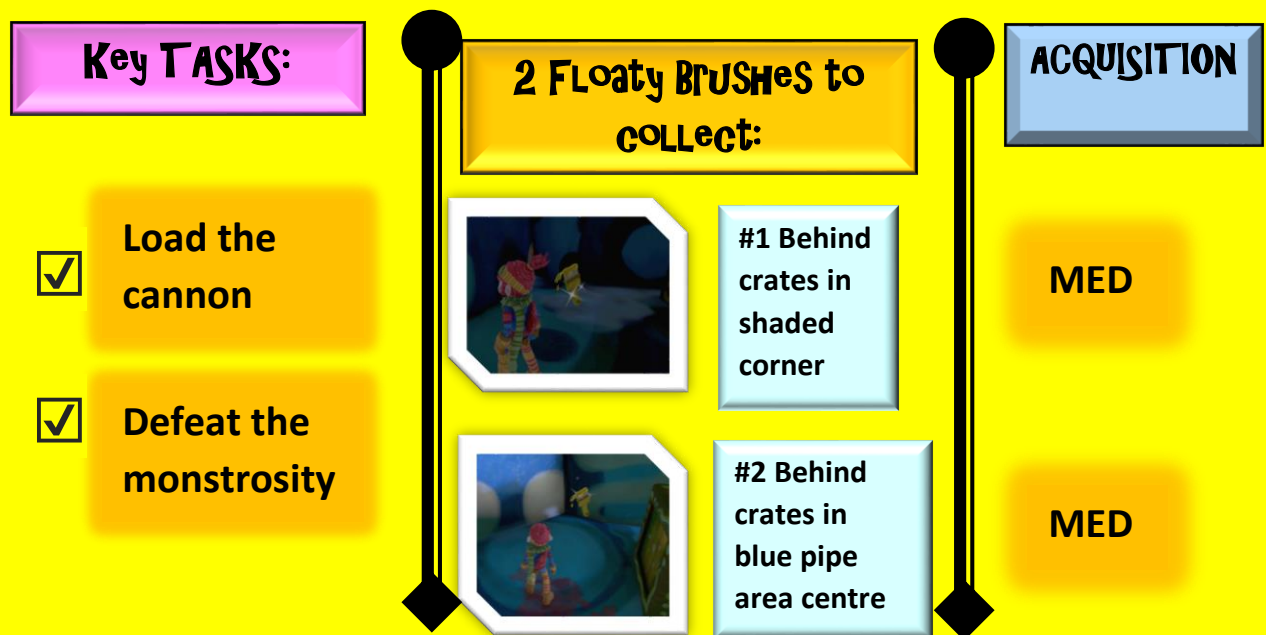 Key TASKS:
Load the
cannon
Defeat the
monstrosity
2 Floaty Brushes to
collect:
#1 Behind
crates in
shaded
corner
#2 Behind
crates in
blue pipe
area centre
ACQUISITION
MED
MED